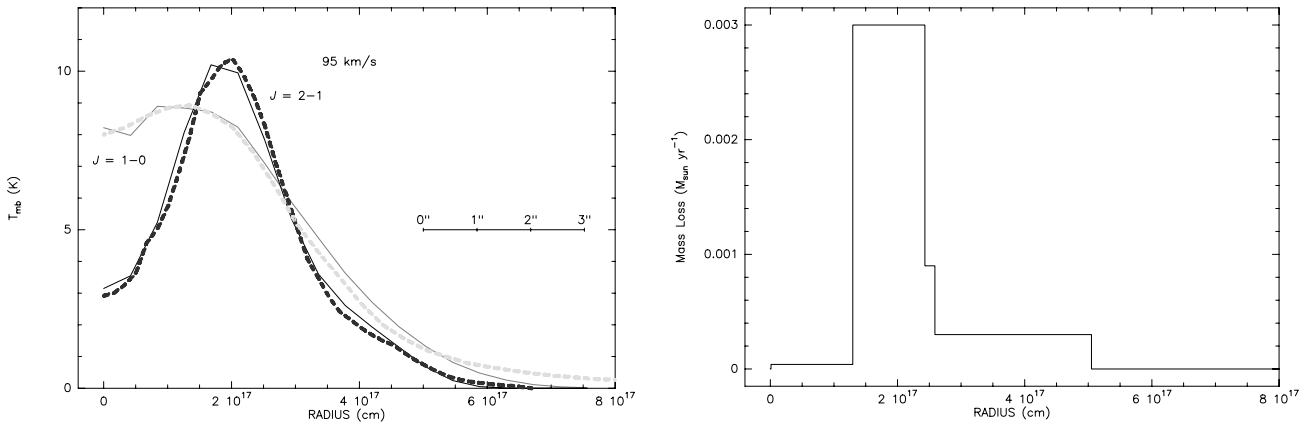 95 km/s
J = 2-1
J = 1-0
0" 1" 2" 3"
10
5
0
T_mb (K)
0 2 10^17 4 10^17 6 10^17 8 10^17
RADIUS (cm)
0.003
0.002
0.001
0
Mass Loss (M_sun yr^-1)
0 2 10^17 4 10^17 6 10^17 8 10^17
RADIUS (cm)